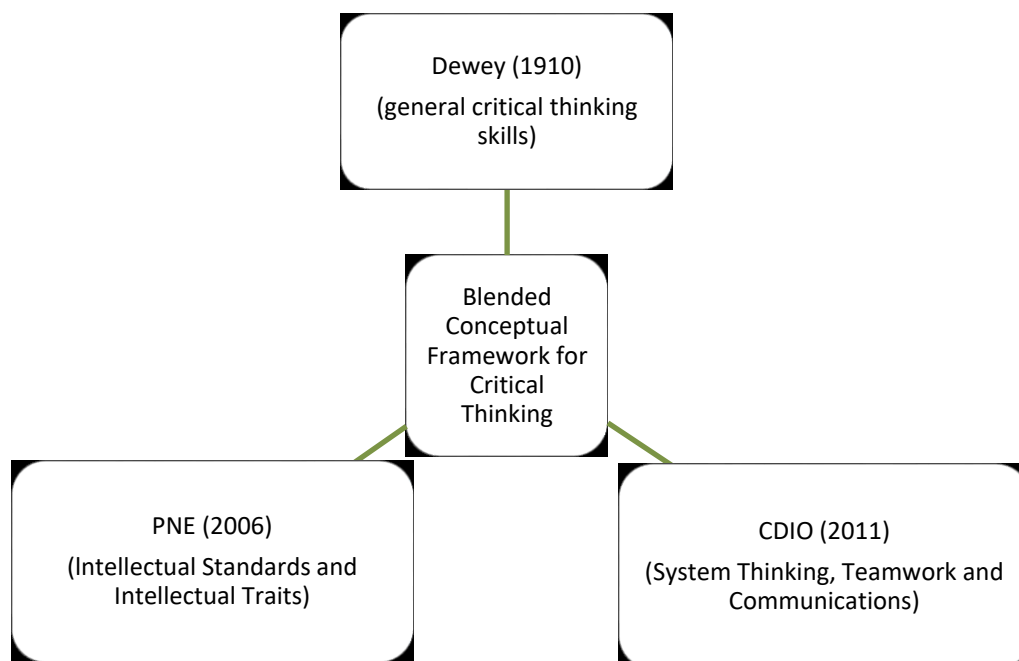 Dewey (1910)
(general critical thinking
skills)
Blended
Conceptual
Framework for
Critical
Thinking
PNE (2006)
(Intellectual Standards and
Intellectual Traits)
CDIO (2011)
(System Thinking, Teamwork and
Communications)